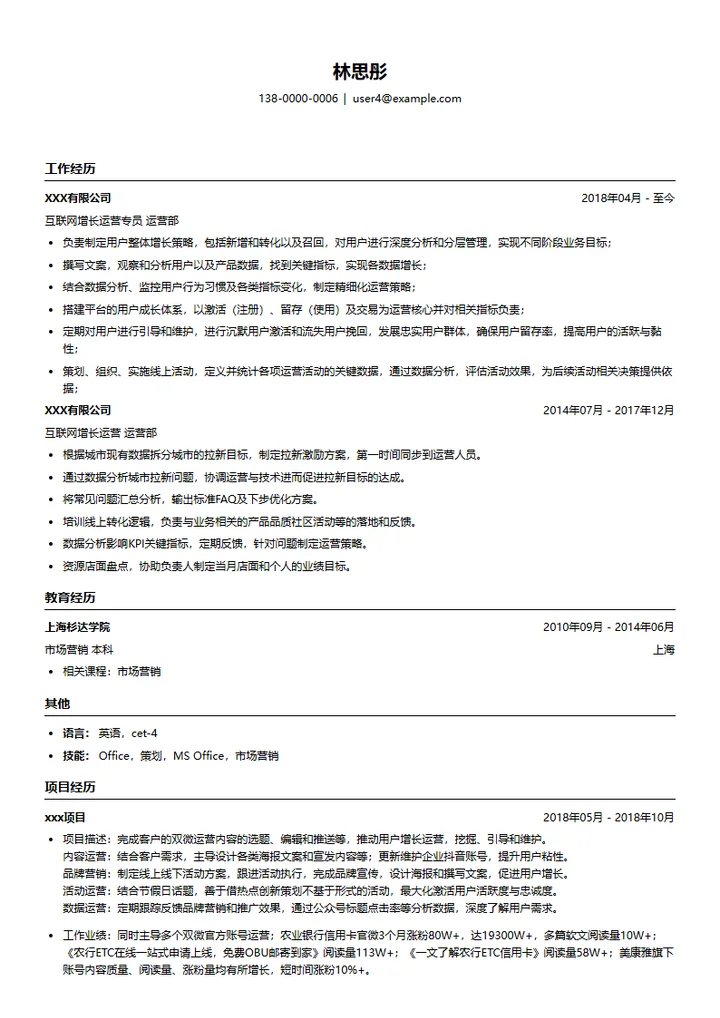 林思彤
138-0000-0006 | user4@example.com
工作经历
XXX有限公司 2018年04月 - 至今
互联网增长运营专员 运营部
• 负责制定用户整体增长策略，包括新增和转化以及召回，对用户进行深度分析和分层管理，实现不同阶段业务目标；
• 撰写文案，观察和分析用户以及产品数据，找到关键指标，实现各数据增长；
• 结合数据分析、监控用户行为习惯及各类指标变化，制定精细化运营策略；
• 搭建平台的用户成长体系，以激活（注册）、留存（使用）及交易为运营核心并对相关指标负责；
• 定期对用户进行引导和维护，进行沉默用户激活和流失用户挽回，发展忠实用户群体，确保用户留存率，提高用户的活跃与黏
性；
• 策划、组织、实施线上活动，定义并统计各项运营活动的关键数据，通过数据分析，评估活动效果，为后续活动相关决策提供依
据；
XXX有限公司 2014年07月 - 2017年12月
互联网增长运营 运营部
• 根据城市现有数据拆分城市的拉新目标，制定拉新激励方案，第一时间同步到运营人员。
• 通过数据分析城市拉新问题，协调运营与技术进而促进拉新目标的达成。
• 将常见问题汇总分析，输出标准FAQ及下步优化方案。
• 培训线上转化逻辑，负责与业务相关的产品品质社区活动等的落地和反馈。
• 数据分析影响KPI关键指标，定期反馈，针对问题制定运营策略。
• 资源店面盘点，协助负责人制定当月店面和个人的业绩目标。
教育经历
上海杉达学院 2010年09月 - 2014年06月
市场营销 本科 上海
• 相关课程：市场营销
其他
• 语言： 英语，cet-4
• 技能： Office，策划，MS Office，市场营销
项目经历
xxx项目 2018年05月 - 2018年10月
• 项目描述：完成客户的双微运营内容的选题、编辑和推送等，推动用户增长运营，挖掘、引导和维护。
内容运营：结合客户需求，主导设计各类海报文案和宣发内容等；更新维护企业抖音账号，提升用户粘性。
品牌营销：制定线上线下活动方案，跟进活动执行，完成品牌宣传，设计海报和撰写文案，促进用户增长。
活动运营：结合节假日话题，善于借热点创新策划不基于形式的活动，最大化激活用户活跃度与忠诚度。
数据运营：定期跟踪反馈品牌营销和推广效果，通过公众号标题点击率等分析数据，深度了解用户需求。
• 工作业绩：同时主导多个双微官方账号运营；农业银行信用卡官微3个月涨粉80W+，达19300W+，多篇软文阅读量10W+；
《农行ETC在线一站式申请上线，免费OBU邮寄到家》阅读量113W+；《一文了解农行ETC信用卡》阅读量58W+；美康雅旗下
账号内容质量、阅读量、涨粉量均有所增长，短时间涨粉10%+。